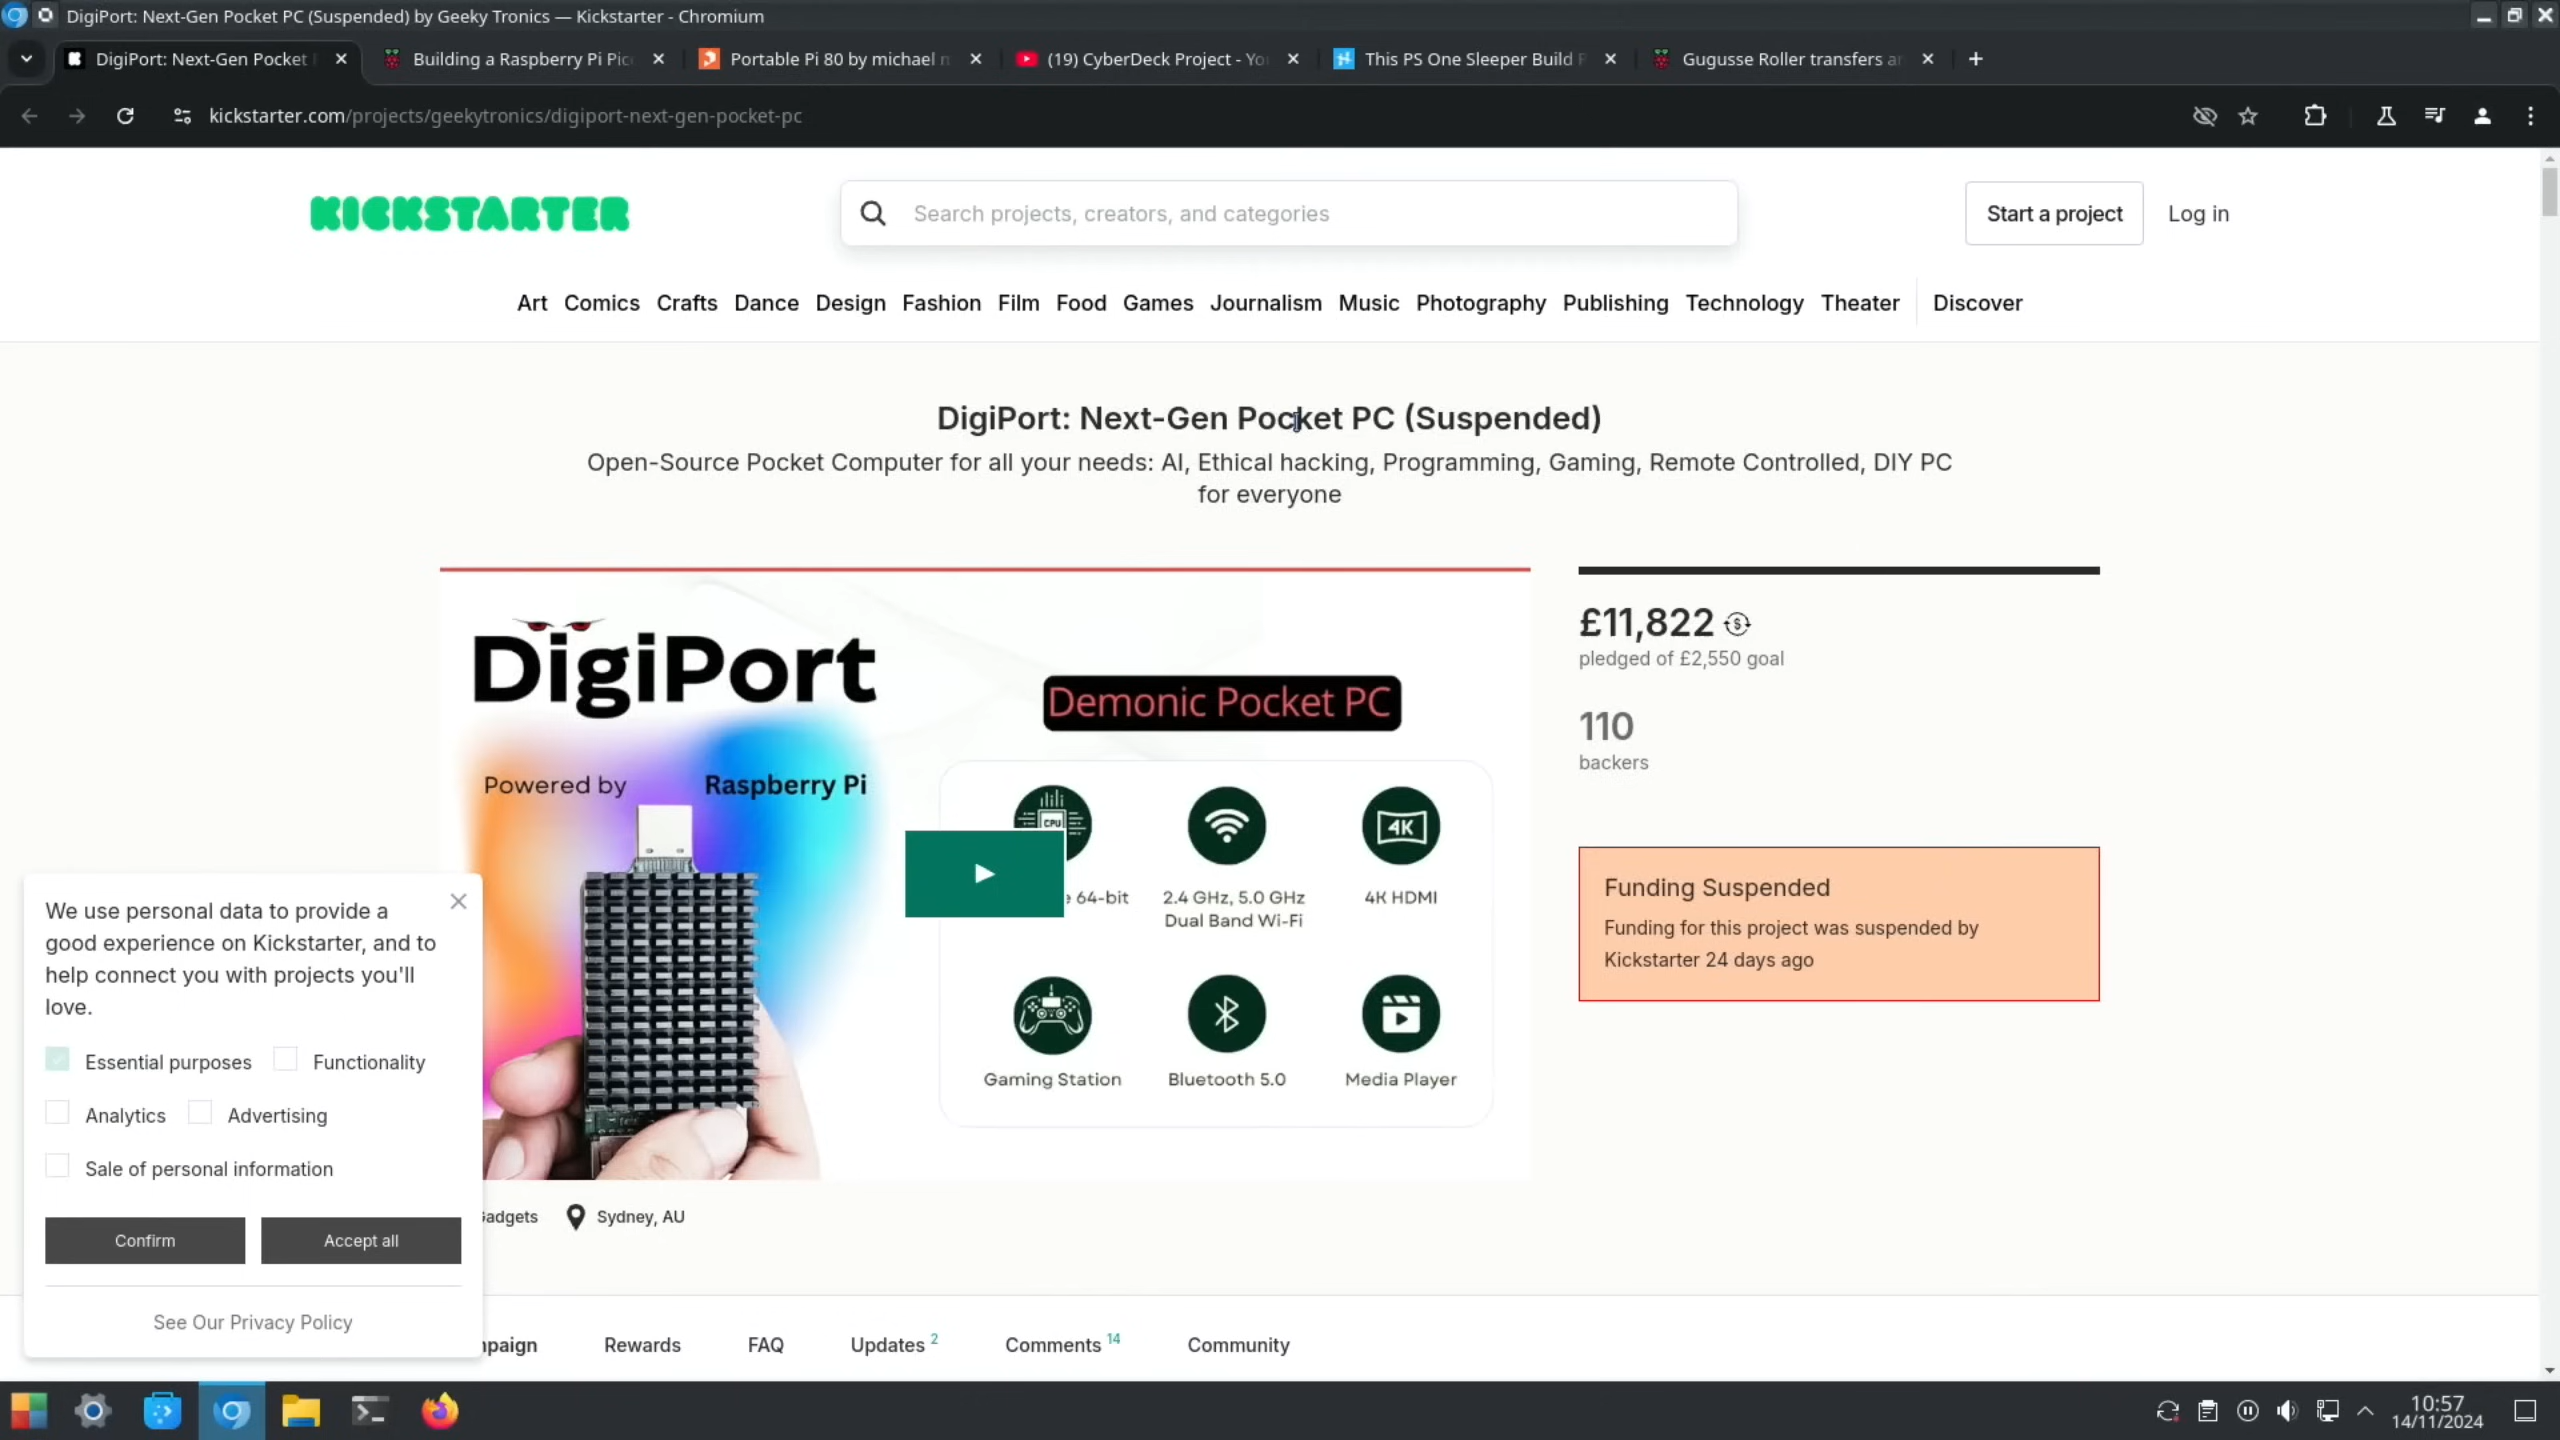 DigiPort: Next-Gen Pocket PC (Suspended) by Geeky Tronics — Kickstarter - Chromium
DigiPort: Next-Gen Pocket
Building a Raspberry Pi Pic
Portable Pi 80 by michael
(19) CyberDeck Project - Yo
This PS One Sleeper Build
Gugusse Roller transfers
kickstarter.com/projects/geekytronics/digiport-next-gen-pocket-pc
KICKSTARTER
Search projects, creators, and categories
Start a project
Log in
Art Comics Crafts Dance Design Fashion Film Food Games Journalism Music Photography Publishing Technology Theater Discover
DigiPort: Next-Gen Pocket PC (Suspended)
Open-Source Pocket Computer for all your needs: AI, Ethical hacking, Programming, Gaming, Remote Controlled, DIY PC
for everyone
DigiPort
Powered by Raspberry Pi
Demonic Pocket PC
CPU
4K
64-bit
2.4 GHz, 5.0 GHz
Dual Band Wi-Fi
4K HDMI
Gaming Station
Bluetooth 5.0
Media Player
£11,822
pledged of £2,550 goal
110
backers
Funding Suspended
Funding for this project was suspended by
Kickstarter 24 days ago
We use personal data to provide a
good experience on Kickstarter, and to
help connect you with projects you'll
love.
Essential purposes
Functionality
Analytics
Advertising
Sale of personal information
Confirm
Accept all
See Our Privacy Policy
Gadgets
Sydney, AU
mpaign
Rewards
FAQ
Updates 2
Comments 14
Community
10:57
14/11/2024